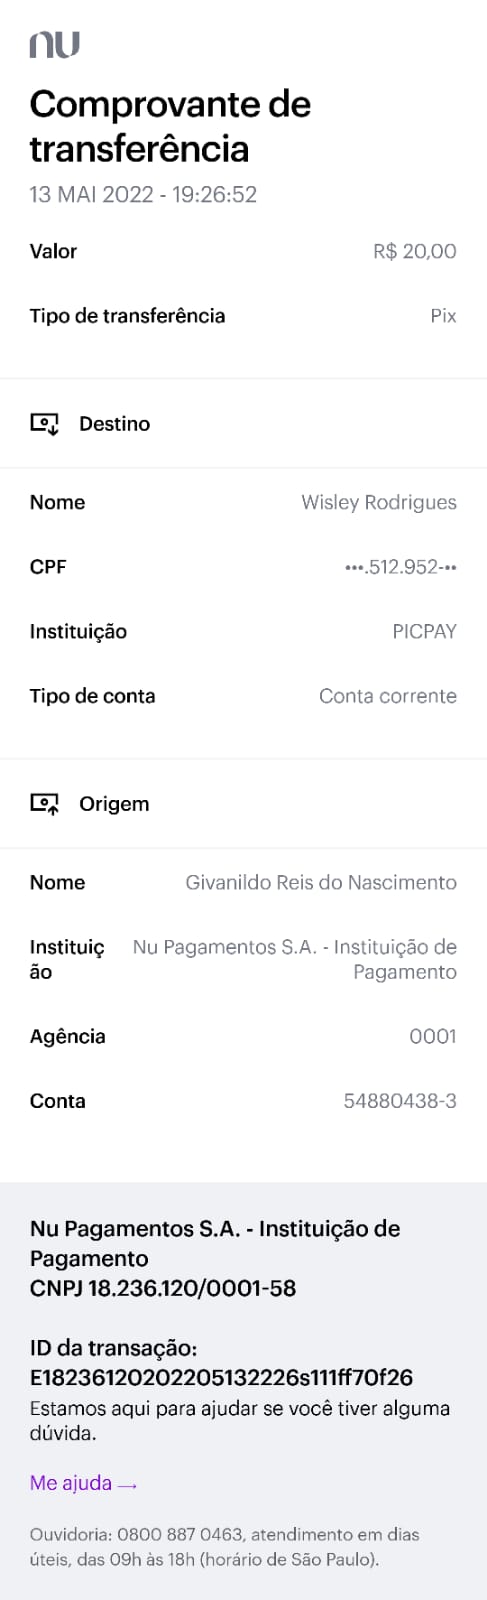 nu
Comprovante de
transferência
13 MAI 2022 - 19:26:52
Valor R$ 20,00
Tipo de transferência Pix
Destino
Nome Wisley Rodrigues
CPF •••.512.952-••
Instituição PICPAY
Tipo de conta Conta corrente
Origem
Nome Givanildo Reis do Nascimento
Instituiç Nu Pagamentos S.A. - Instituição de
ão Pagamento
Agência 0001
Conta 54880438-3
Nu Pagamentos S.A. - Instituição de
Pagamento
CNPJ 18.236.120/0001-58
ID da transação:
E18236120202205132226s111ff70f26
Estamos aqui para ajudar se você tiver alguma
dúvida.
Me ajuda →
Ouvidoria: 0800 887 0463, atendimento em dias
úteis, das 09h às 18h (horário de São Paulo).